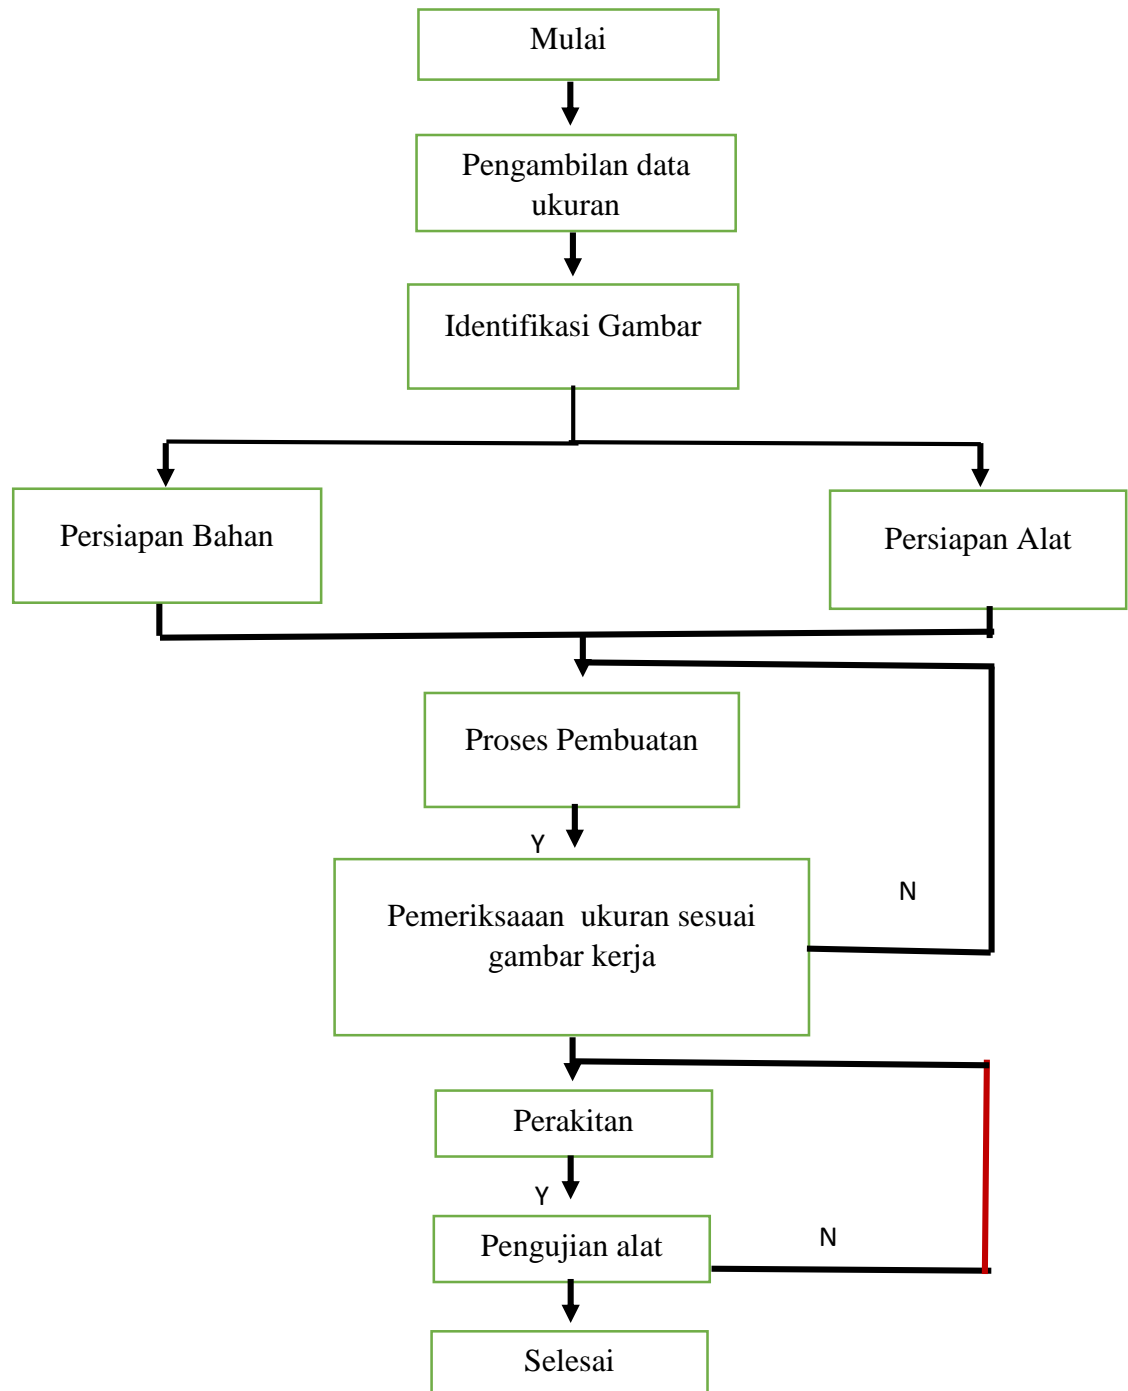 Mulai
Pengambilan data
ukuran
Identifikasi Gambar
Persiapan Bahan
Persiapan Alat
Proses Pembuatan
Y
Pemeriksaaan  ukuran sesuai
gambar kerja
N
Perakitan
Y
Pengujian alat
N
Selesai